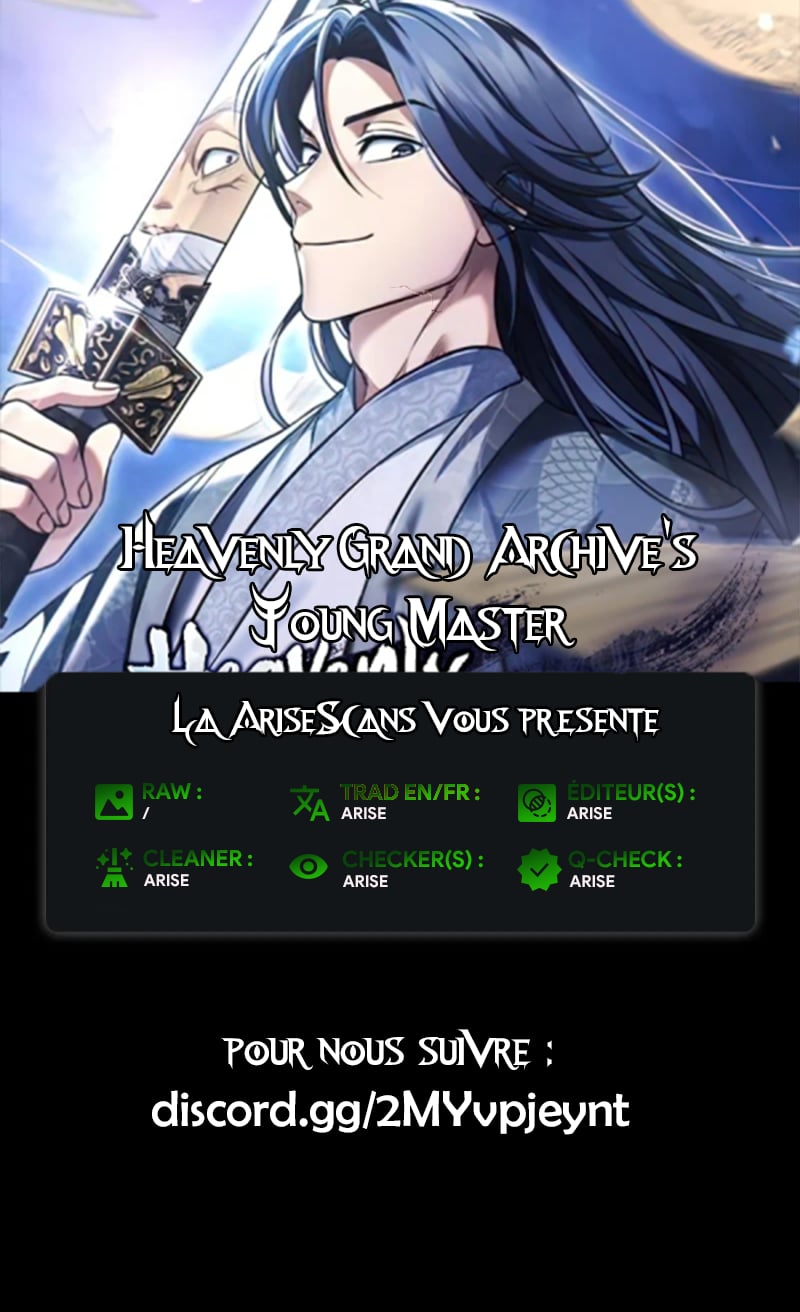 Heavenly Grand Archive's
Young Master
Heavenly
La AriseScans Vous presente
RAW :
/
TRAD EN/FR :
ARISE
ÉDITEUR(S) :
ARISE
CLEANER :
ARISE
CHECKER(S) :
ARISE
Q-CHECK :
ARISE
pour nous suivre :
discord.gg/2MYvpjeynt